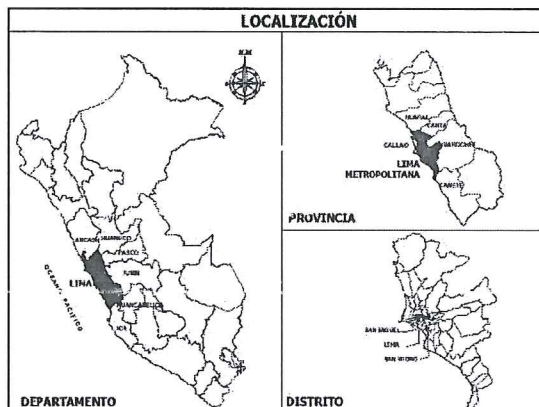 LOCALIZACIÓN
N.M.
ANCASH
HUANUCO
PASCO
LIMA
JUNIN
HUANCAVELICA
ICA
OCEANO PACIFICO
DEPARTAMENTO
HUARAL
CANTA
CALLAO
HUAROCHIRI
LIMA
METROPOLITANA
CAÑETE
PROVINCIA
SAN MIGUEL
LIMA
SAN ISIDRO
DISTRITO